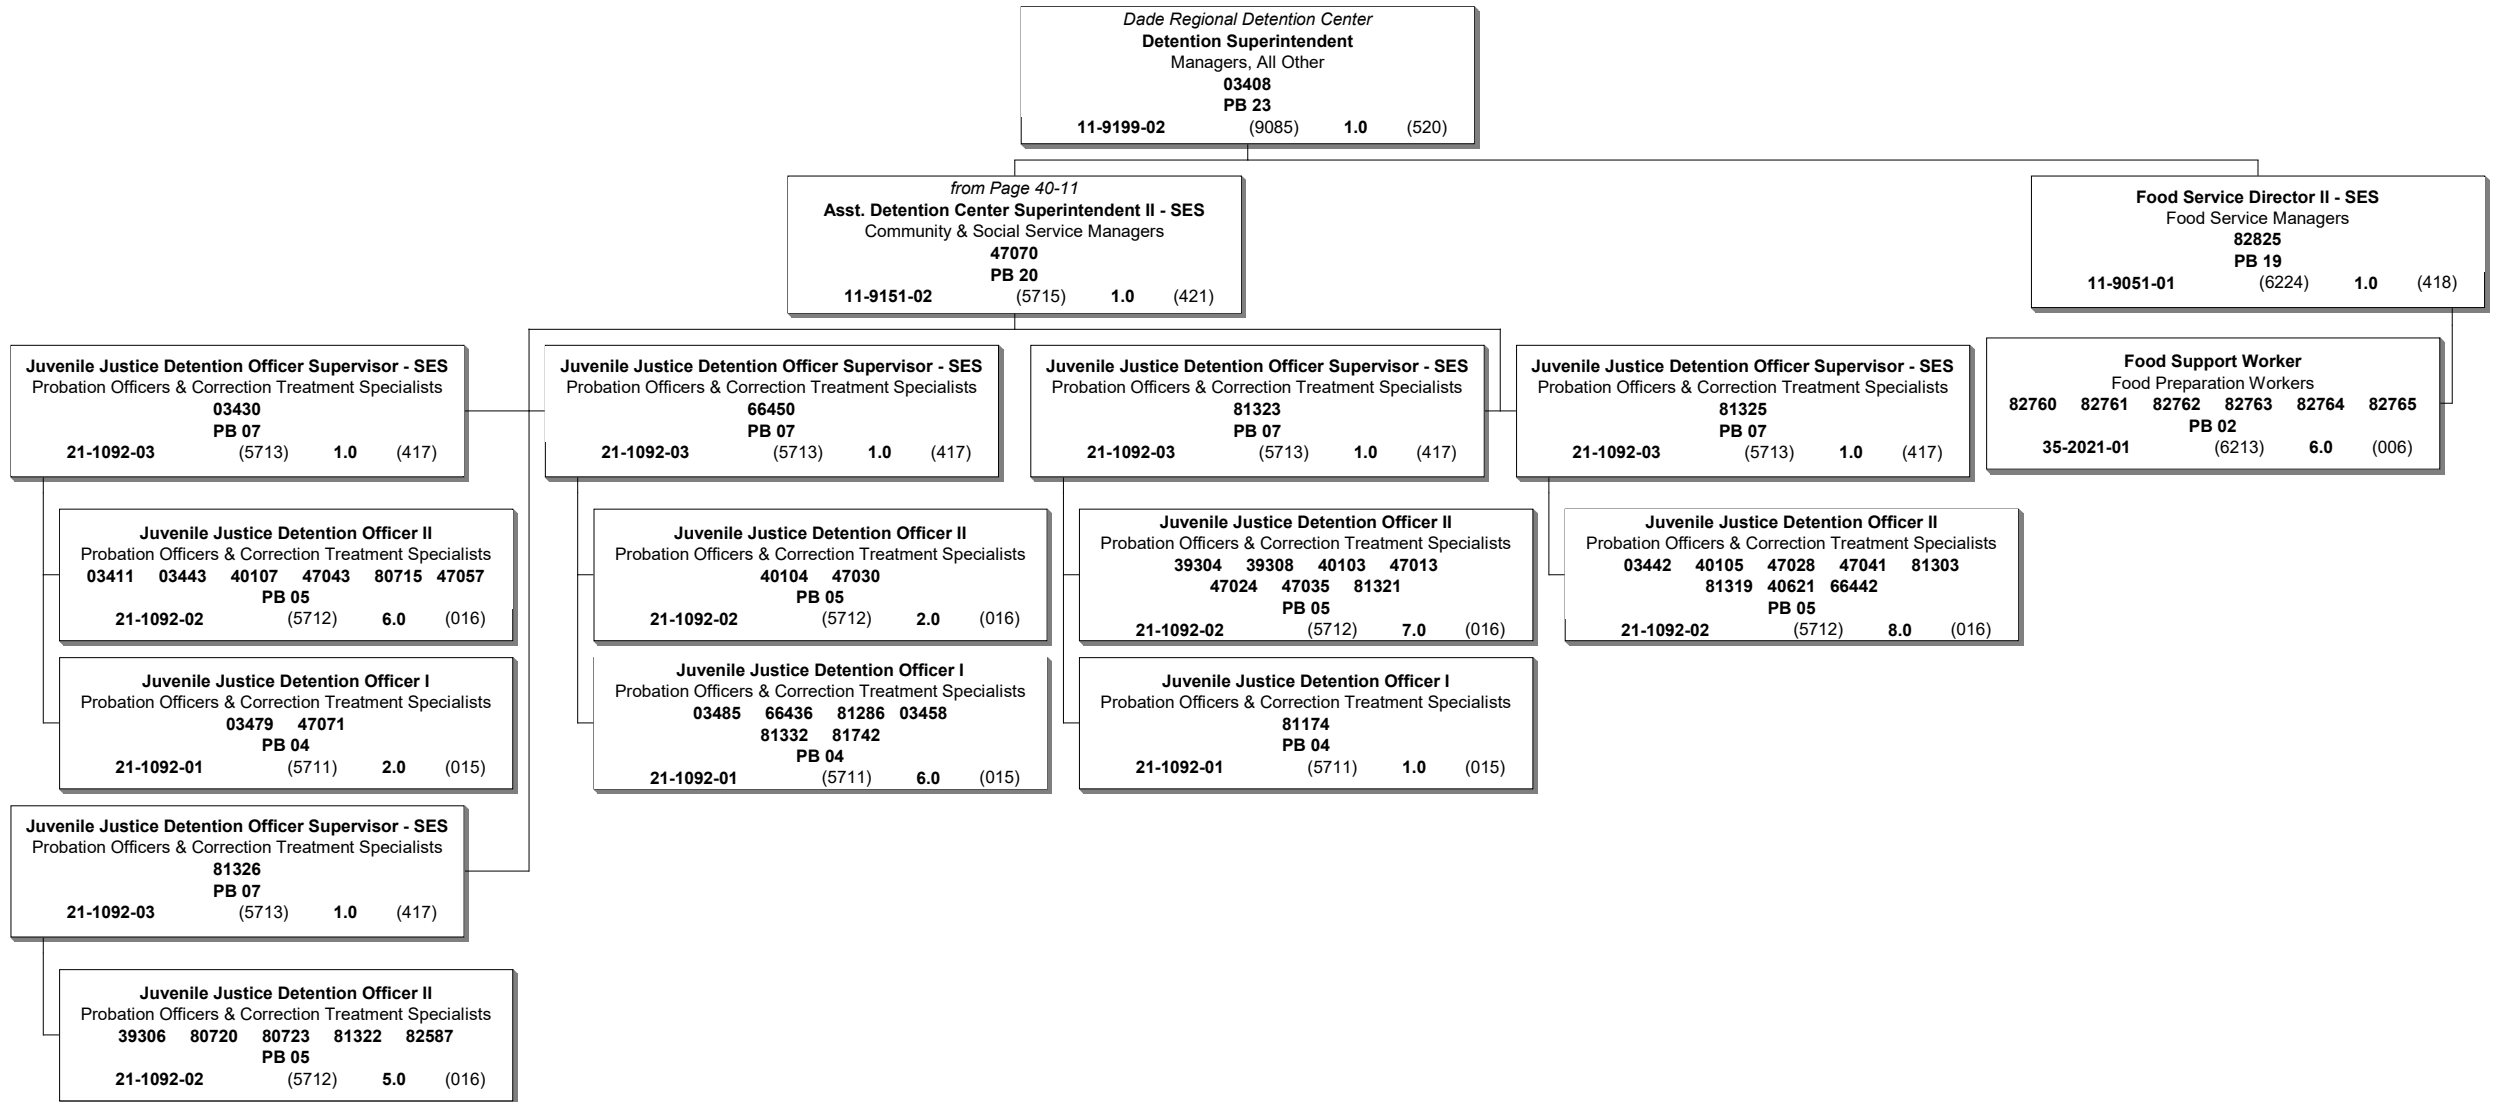 Dade Regional Detention Center
Detention Superintendent
Managers, All Other
03408
PB 23
11-9199-02 (9085) 1.0 (520)
from Page 40-11
Asst. Detention Center Superintendent II - SES
Community & Social Service Managers
47070
PB 20
11-9151-02 (5715) 1.0 (421)
Food Service Director II - SES
Food Service Managers
82825
PB 19
11-9051-01 (6224) 1.0 (418)
Juvenile Justice Detention Officer Supervisor - SES
Probation Officers & Correction Treatment Specialists
03430
PB 07
21-1092-03 (5713) 1.0 (417)
Juvenile Justice Detention Officer Supervisor - SES
Probation Officers & Correction Treatment Specialists
66450
PB 07
21-1092-03 (5713) 1.0 (417)
Juvenile Justice Detention Officer Supervisor - SES
Probation Officers & Correction Treatment Specialists
81323
PB 07
21-1092-03 (5713) 1.0 (417)
Juvenile Justice Detention Officer Supervisor - SES
Probation Officers & Correction Treatment Specialists
81325
PB 07
21-1092-03 (5713) 1.0 (417)
Food Support Worker
Food Preparation Workers
82760 82761 82762 82763 82764 82765
PB 02
35-2021-01 (6213) 6.0 (006)
Juvenile Justice Detention Officer II
Probation Officers & Correction Treatment Specialists
03411 03443 40107 47043 80715 47057
PB 05
21-1092-02 (5712) 6.0 (016)
Juvenile Justice Detention Officer II
Probation Officers & Correction Treatment Specialists
40104 47030
PB 05
21-1092-02 (5712) 2.0 (016)
Juvenile Justice Detention Officer II
Probation Officers & Correction Treatment Specialists
39304 39308 40103 47013
47024 47035 81321
PB 05
21-1092-02 (5712) 7.0 (016)
Juvenile Justice Detention Officer II
Probation Officers & Correction Treatment Specialists
03442 40105 47028 47041 81303
81319 40621 66442
PB 05
21-1092-02 (5712) 8.0 (016)
Juvenile Justice Detention Officer I
Probation Officers & Correction Treatment Specialists
03479 47071
PB 04
21-1092-01 (5711) 2.0 (015)
Juvenile Justice Detention Officer I
Probation Officers & Correction Treatment Specialists
03485 66436 81286 03458
81332 81742
PB 04
21-1092-01 (5711) 6.0 (015)
Juvenile Justice Detention Officer I
Probation Officers & Correction Treatment Specialists
81174
PB 04
21-1092-01 (5711) 1.0 (015)
Juvenile Justice Detention Officer Supervisor - SES
Probation Officers & Correction Treatment Specialists
81326
PB 07
21-1092-03 (5713) 1.0 (417)
Juvenile Justice Detention Officer II
Probation Officers & Correction Treatment Specialists
39306 80720 80723 81322 82587
PB 05
21-1092-02 (5712) 5.0 (016)